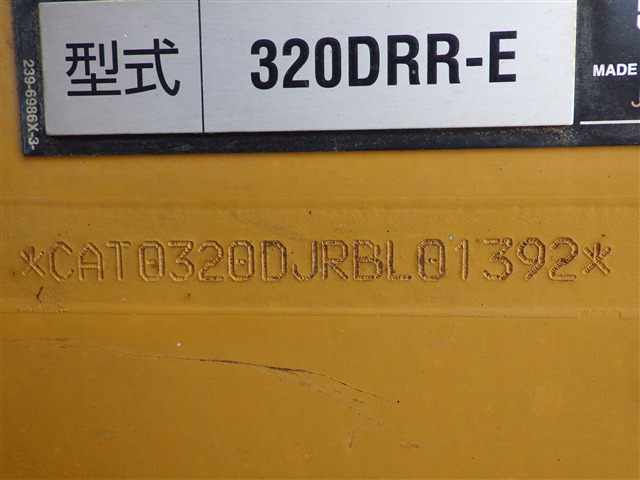 型式 320DRR-E
MADE
J
239-6986X-3-
*CAT0320DJRBL01392*